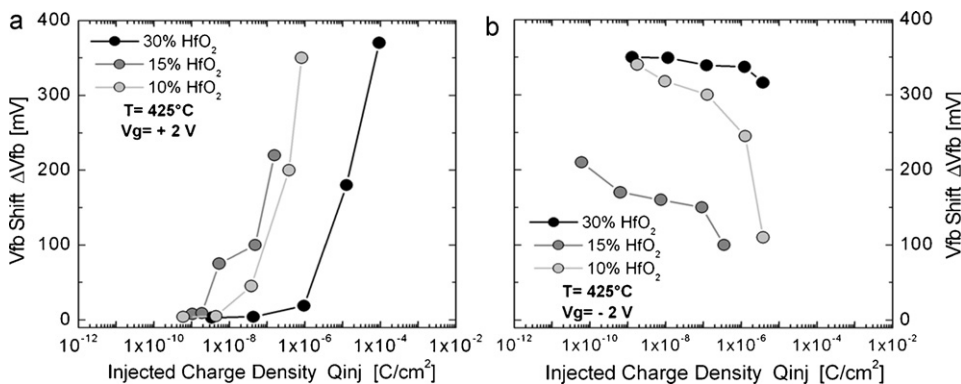 a
30% HfO₂
15% HfO₂
10% HfO₂
T= 425°C
Vg= + 2 V
400
300
200
100
0
Vfb Shift ΔVfb [mV]
10⁻¹² 1x10⁻¹⁰ 1x10⁻⁸ 1x10⁻⁶ 1x10⁻⁴ 1x10⁻²
Injected Charge Density Qinj [C/cm²]
b
30% HfO₂
15% HfO₂
10% HfO₂
T= 425°C
Vg= - 2 V
400
300
200
100
0
Vfb Shift ΔVfb [mV]
10⁻¹² 1x10⁻¹⁰ 1x10⁻⁸ 1x10⁻⁶ 1x10⁻⁴ 1x10⁻²
Injected Charge Density Qinj [C/cm²]